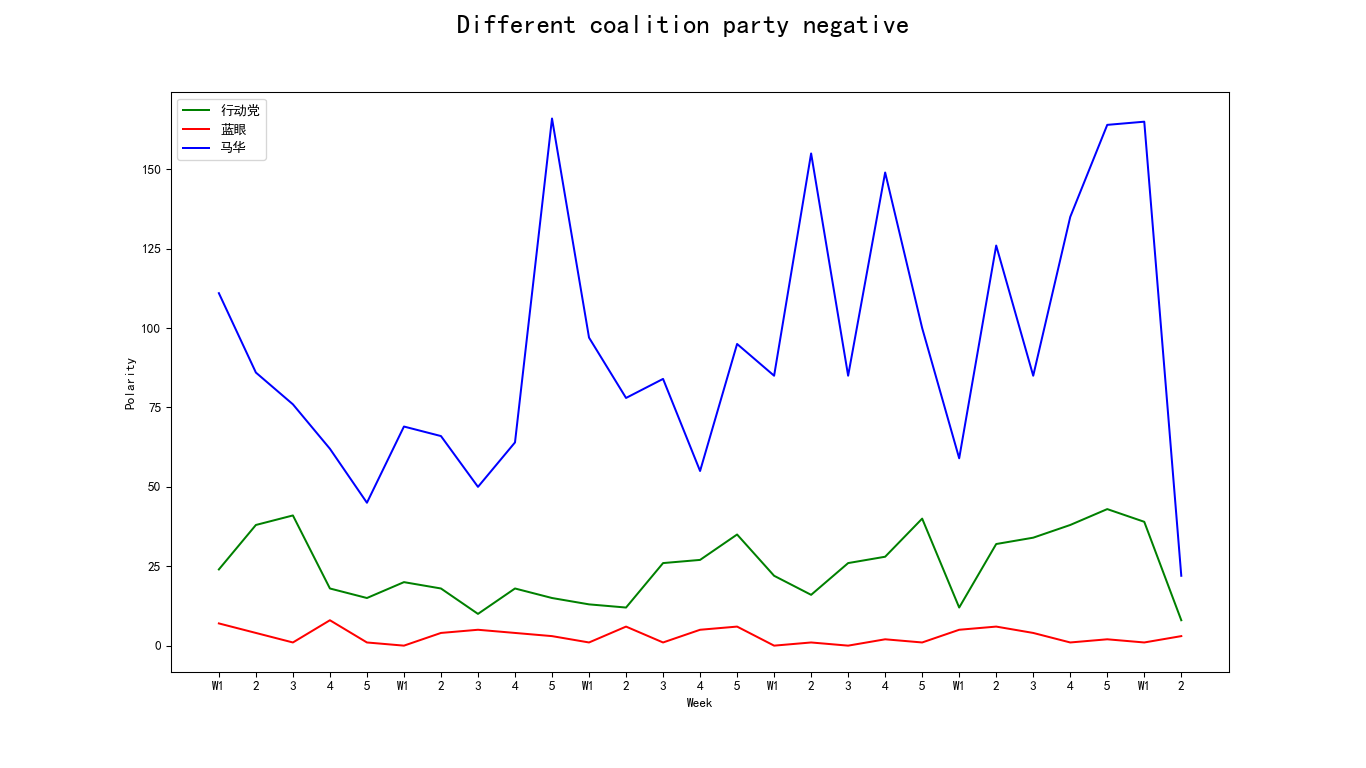 Different coalition party negative
行动党
蓝眼
马华
150
125
100
75
50
25
0
Polarity
W1 2 3 4 5 W1 2 3 4 5 W1 2 3 4 5 W1 2 3 4 5 W1 2 3 4 5 W1 2
Week